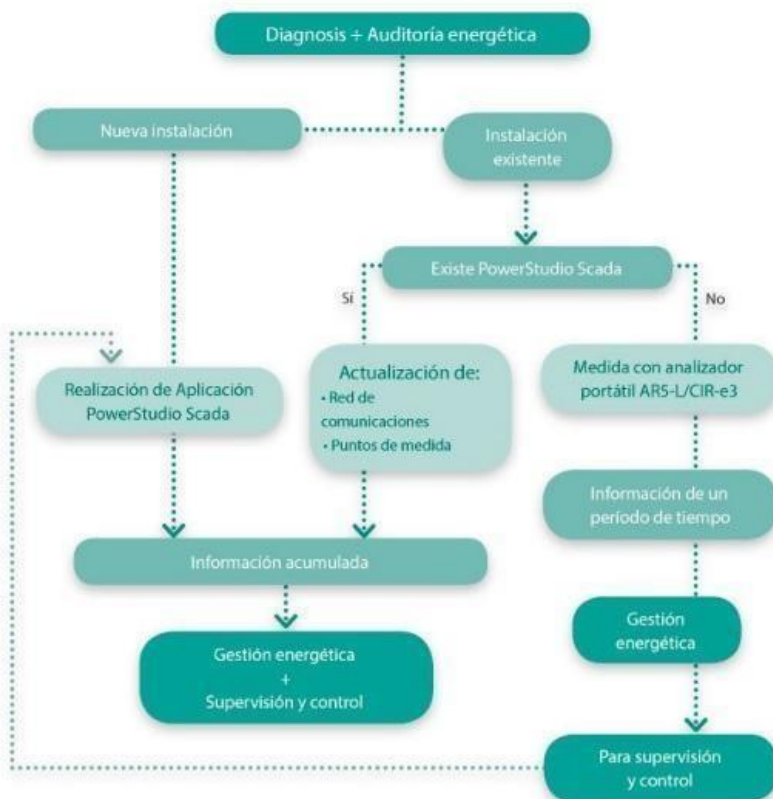 Diagnosis + Auditoría energética
Nueva instalación
Instalación
existente
Existe PowerStudio Scada
Sí
No
Realización de Aplicación
PowerStudio Scada
Actualización de:
• Red de
comunicaciones
• Puntos de medida
Medida con analizador
portátil AR5-L/CIR-e3
Información de un
período de tiempo
Información acumulada
Gestión
energética
Gestión energética
+
Supervisión y control
Para supervisión
y control